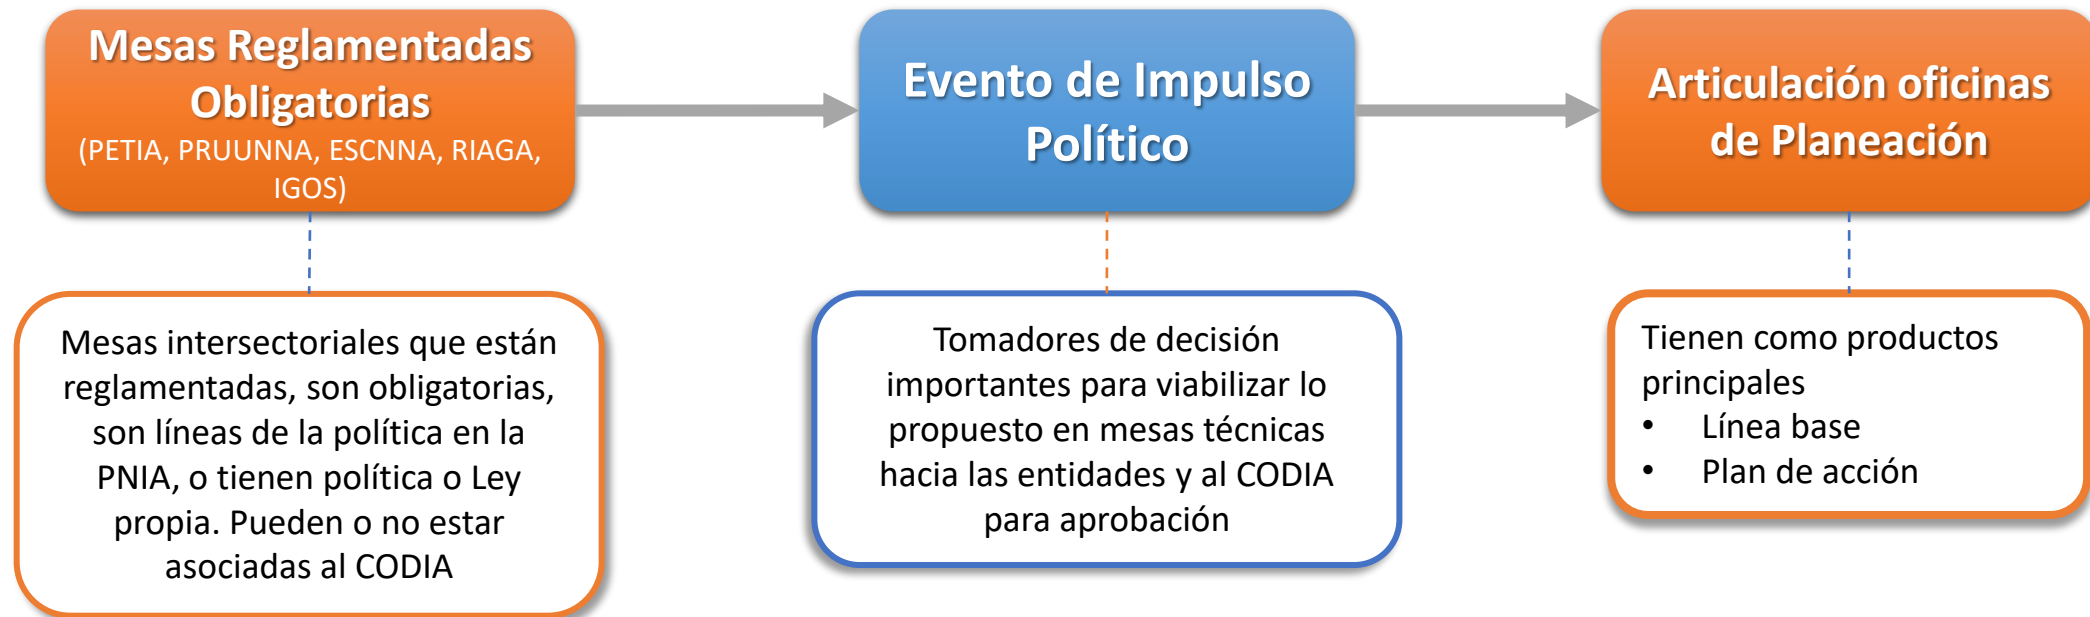 Mesas Reglamentadas
Obligatorias
(PETIA, PRUUNNA, ESCNNA, RIAGA,
IGOS)
Evento de Impulso
Político
Articulación oficinas
de Planeación
Mesas intersectoriales que están
reglamentadas, son obligatorias,
son líneas de la política en la
PNIA, o tienen política o Ley
propia. Pueden o no estar
asociadas al CODIA
Tomadores de decisión
importantes para viabilizar lo
propuesto en mesas técnicas
hacia las entidades y al CODIA
para aprobación
Tienen como productos
principales
• Línea base
• Plan de acción